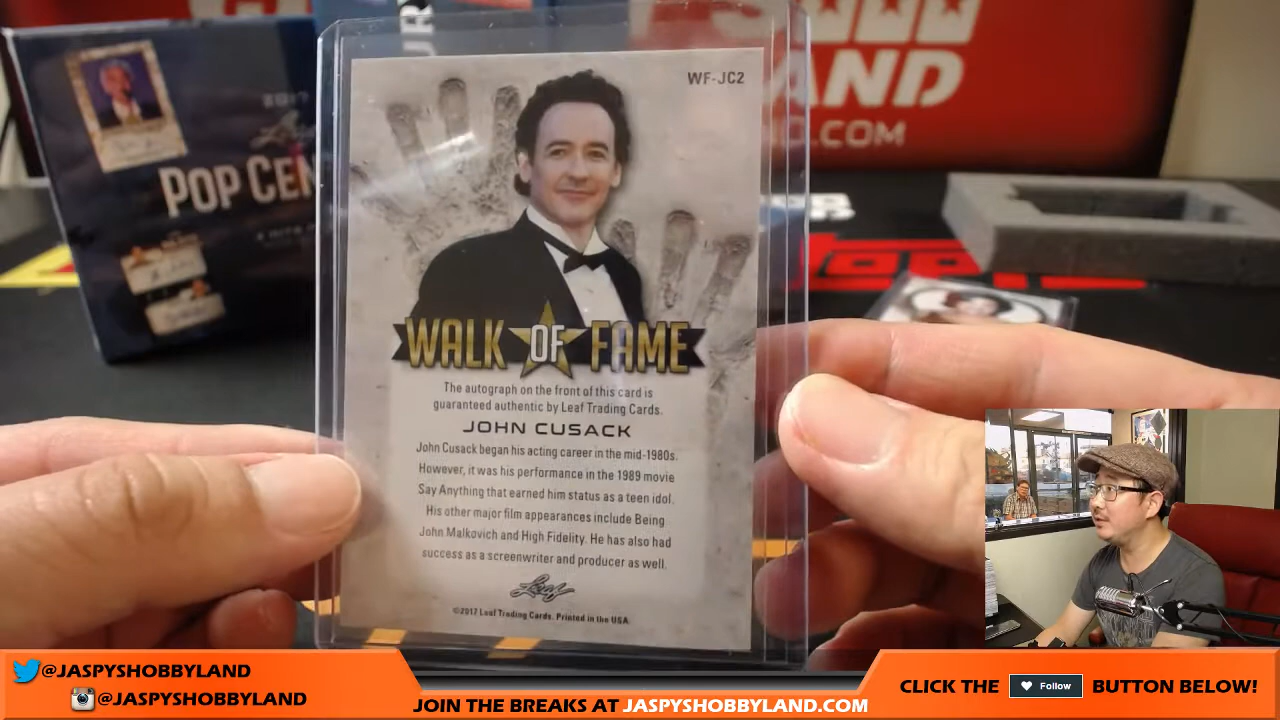 WF-JC2
AND
.COM
2017
POP CEN
WALK OF FAME
The autograph on the front of this card is
guaranteed authentic by Leaf Trading Cards.
JOHN CUSACK
John Cusack began his acting career in the mid-1980s.
However, it was his performance in the 1989 movie
Say Anything that earned him status as a teen idol.
His other major film appearances include Being
John Malkovich and High Fidelity. He has also had
success as a screenwriter and producer as well.
Leaf
©2017 Leaf Trading Cards. Printed in the USA.
@JASPYSHOBBYLAND
@JASPYSHOBBYLAND
JOIN THE BREAKS AT JASPYSHOBBYLAND.COM
CLICK THE Follow BUTTON BELOW!